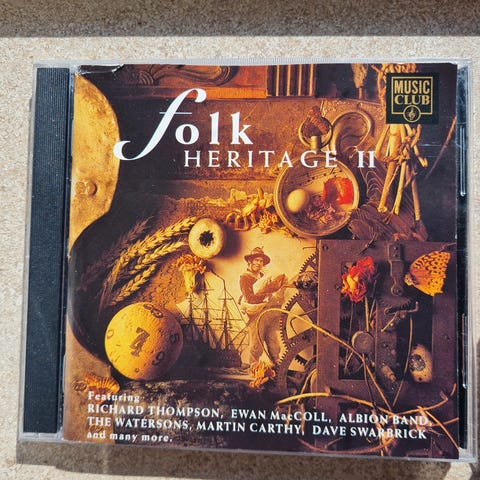 MUSIC
CLUB
folk
HERITAGE II
7
Featuring
RICHARD THOMPSON, EWAN MacCOLL, ALBION BAND,
THE WATERSONS, MARTIN CARTHY, DAVE SWARBRICK
and many more.